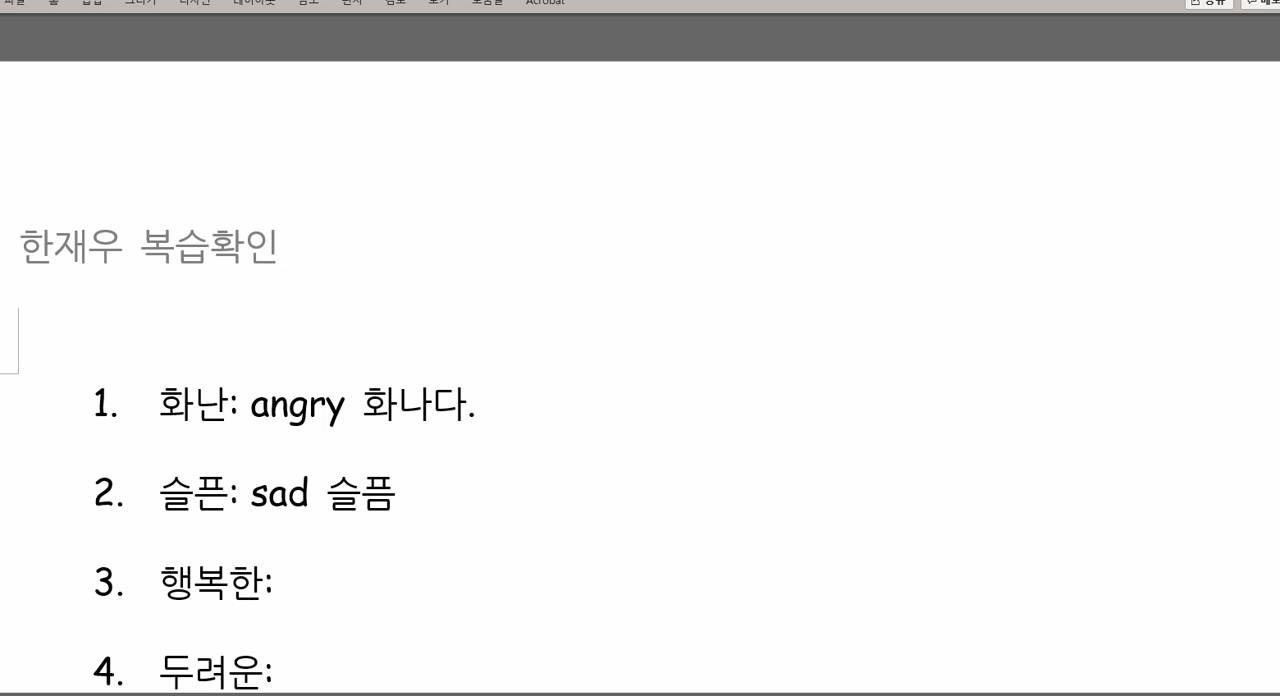 Acrobat
한재우 복습확인
1. 화난: angry 화나다.
2. 슬픈: sad 슬픔
3. 행복한:
4. 두려운: